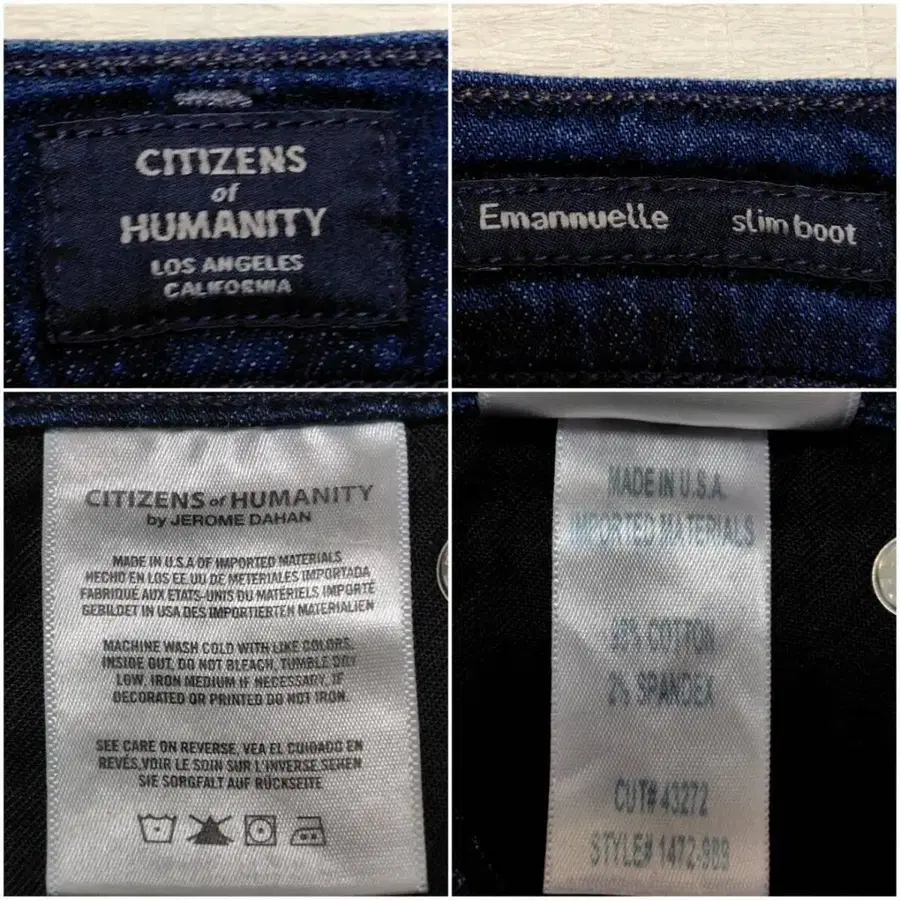 CITIZENS
of
HUMANITY
LOS ANGELES
CALIFORNIA
Emannuelle slim boot
CITIZENS of HUMANITY
by JEROME DAHAN
MADE IN U.S.A OF IMPORTED MATERIALS
HECHO EN LOS EE.UU DE METERIALES IMPORTADA
FABRIQUÉ AUX ETATS-UNIS DU MATÉRIELS IMPORTÉ
GEBILDET IN USA DES IMPORTIERTEN MATERIALIEN
MACHINE WASH COLD WITH LIKE COLORS,
INSIDE OUT, DO NOT BLEACH, TUMBLE DRY
LOW, IRON MEDIUM IF NECESSARY, IF
DECORATED OR PRINTED DO NOT IRON.
SEE CARE ON REVERSE, VEA EL CUIDADO EN
REVÉS, VOIR LE SOIN SUR L'INVERSE SEHEN
SIE SORGFALT AUF RÜCKSEITE
MADE IN U.S.A.
IMPORTED MATERIALS
98% COTTON
2% SPANDEX
CUT# 43272
STYLE# 1472-989